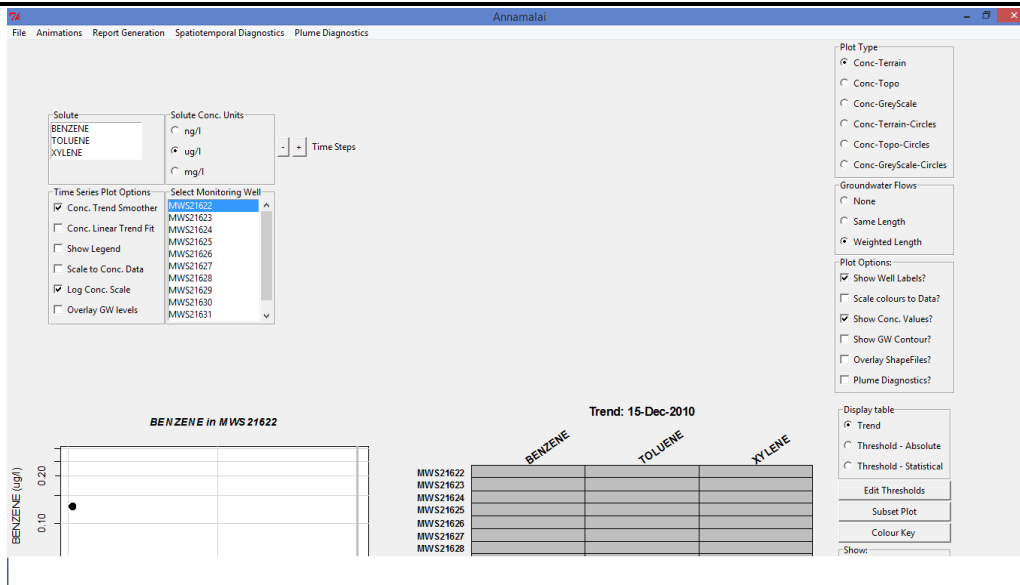 Annamalai
File Animations Report Generation Spatiotemporal Diagnostics Plume Diagnostics
Solute
BENZENE
TOLUENE
XYLENE
Solute Conc. Units
ng/l
ug/l
mg/l
- + Time Steps
Time Series Plot Options
Conc. Trend Smoother
Conc. Linear Trend Fit
Show Legend
Scale to Conc. Data
Log Conc. Scale
Overlay GW levels
Select Monitoring Well
MWS21622
MWS21623
MWS21624
MWS21625
MWS21626
MWS21627
MWS21628
MWS21629
MWS21630
MWS21631
Plot Type
Conc-Terrain
Conc-Topo
Conc-GreyScale
Conc-Terrain-Circles
Conc-Topo-Circles
Conc-GreyScale-Circles
Groundwater Flows
None
Same Length
Weighted Length
Plot Options:
Show Well Labels?
Scale colours to Data?
Show Conc. Values?
Show GW Contour?
Overlay ShapeFiles?
Plume Diagnostics?
BENZENE in MWS21622
BENZENE (ug/l)
0.20
0.10
Trend: 15-Dec-2010
BENZENE TOLUENE XYLENE
MWS21622
MWS21623
MWS21624
MWS21625
MWS21626
MWS21627
MWS21628
Display table
Trend
Threshold - Absolute
Threshold - Statistical
Edit Thresholds
Subset Plot
Colour Key
Show: